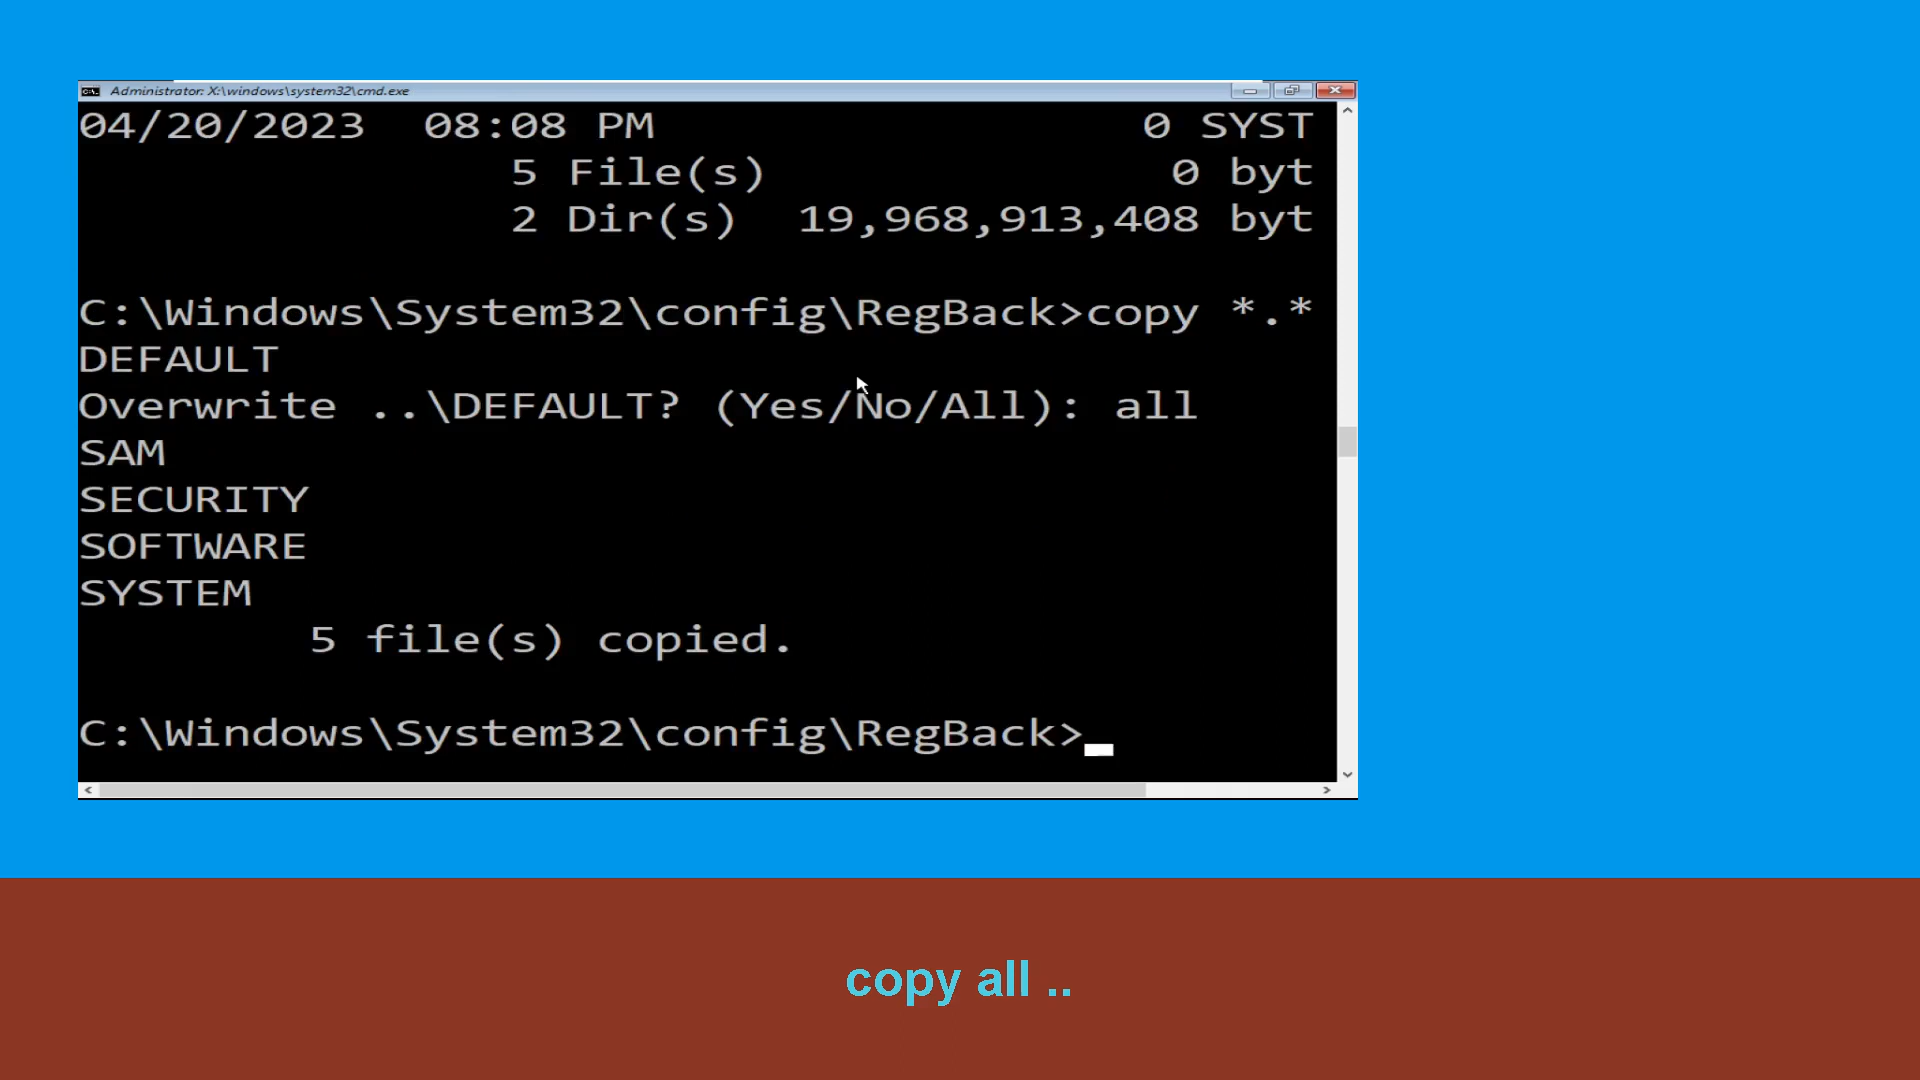 Administrator: X:\windows\system32\cmd.exe
04/20/2023 08:08 PM 0 SYST
5 File(s) 0 byt
2 Dir(s) 19,968,913,408 byt
C:\Windows\System32\config\RegBack>copy *.*
DEFAULT
Overwrite ..\DEFAULT? (Yes/No/All): all
SAM
SECURITY
SOFTWARE
SYSTEM
5 file(s) copied.
C:\Windows\System32\config\RegBack>
copy all ..